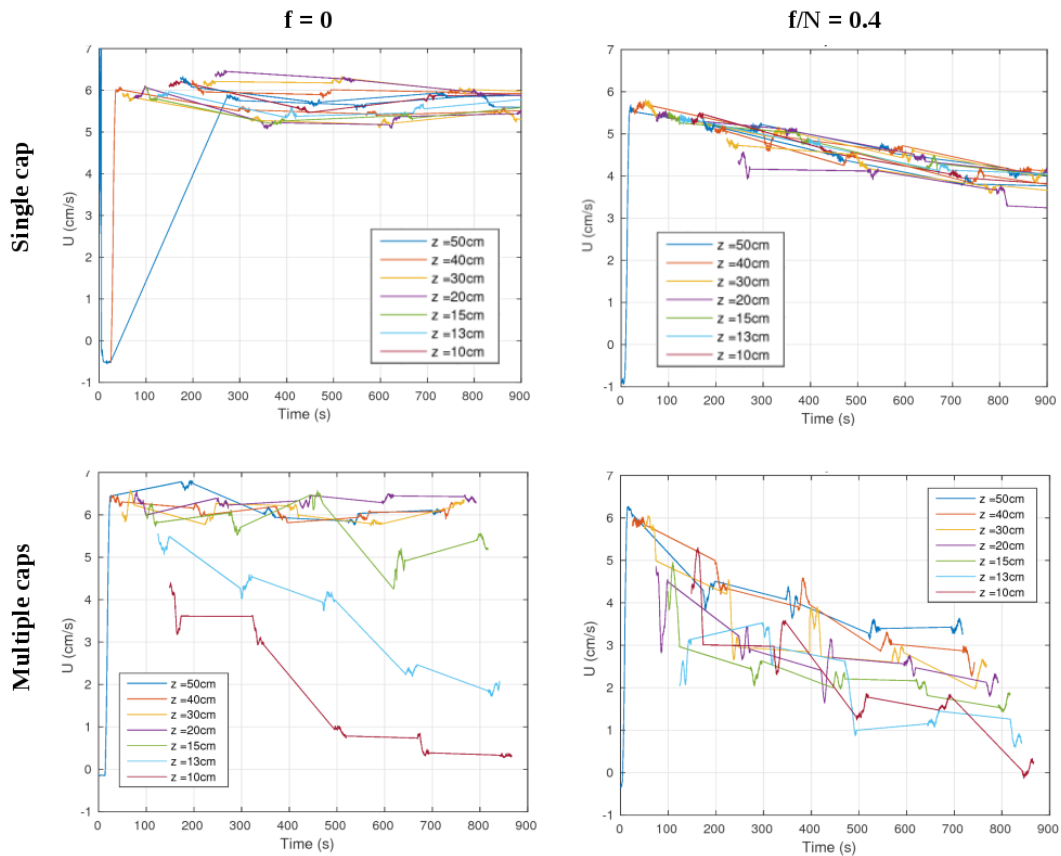 f = 0
f/N = 0.4
Single cap
U (cm/s)
7
6
5
4
3
2
1
0
-1
z =50cm
z =40cm
z =30cm
z =20cm
z =15cm
z =13cm
z =10cm
0 100 200 300 400 500 600 700 800 900
Time (s)
U (cm/s)
7
6
5
4
3
2
1
0
-1
z =50cm
z =40cm
z =30cm
z =20cm
z =15cm
z =13cm
z =10cm
0 100 200 300 400 500 600 700 800 900
Time (s)
Multiple caps
U (cm/s)
7
6
5
4
3
2
1
0
-1
z =50cm
z =40cm
z =30cm
z =20cm
z =15cm
z =13cm
z =10cm
0 100 200 300 400 500 600 700 800 900
Time (s)
U (cm/s)
7
6
5
4
3
2
1
0
-1
z =50cm
z =40cm
z =30cm
z =20cm
z =15cm
z =13cm
z =10cm
0 100 200 300 400 500 600 700 800 900
Time (s)